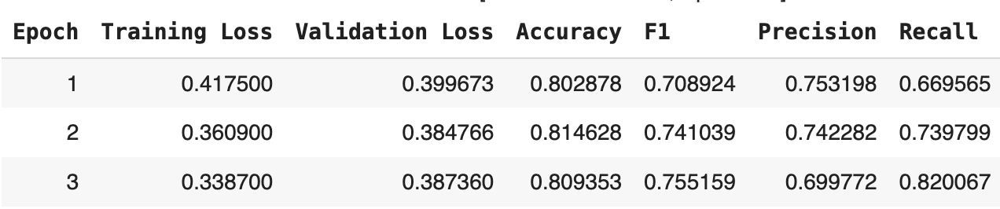 Epoch Training Loss Validation Loss Accuracy F1 Precision Recall
1 0.417500 0.399673 0.802878 0.708924 0.753198 0.669565
2 0.360900 0.384766 0.814628 0.741039 0.742282 0.739799
3 0.338700 0.387360 0.809353 0.755159 0.699772 0.820067